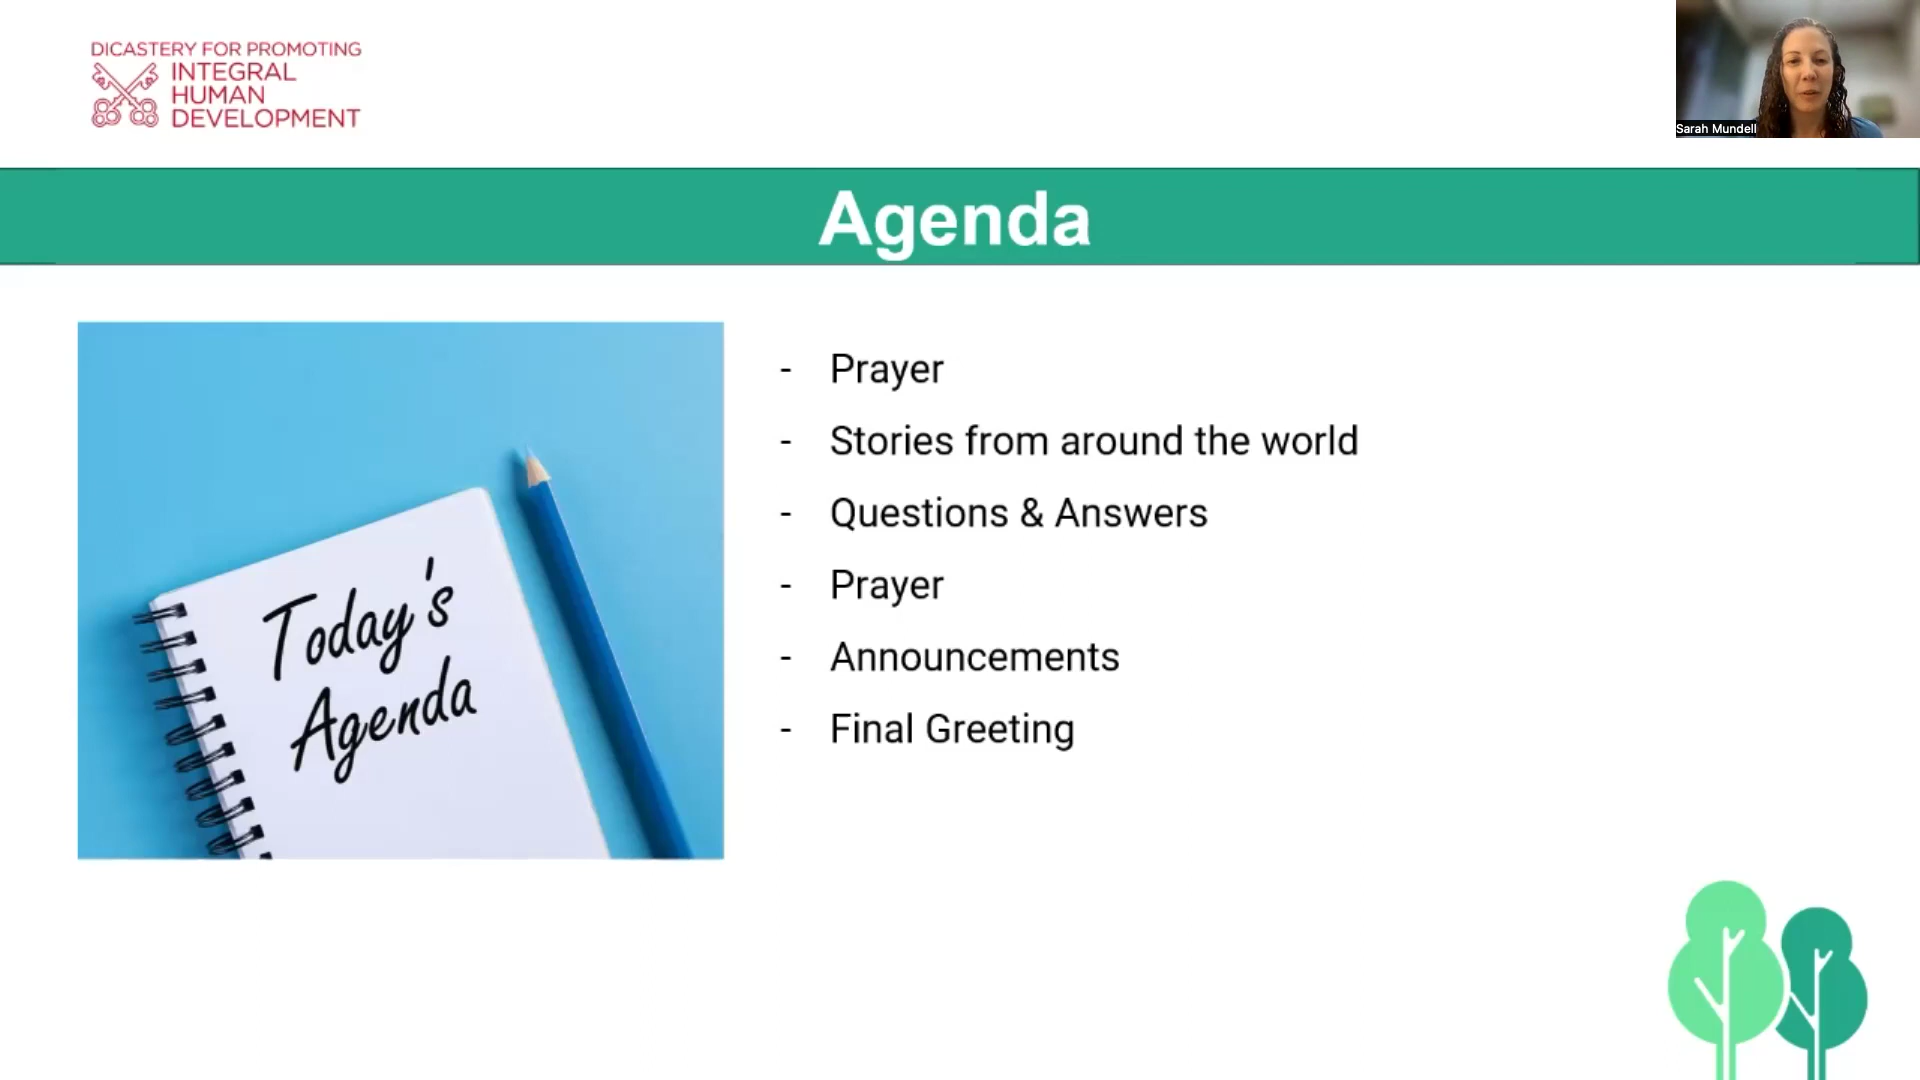 DICASTERY FOR PROMOTING
INTEGRAL
HUMAN
DEVELOPMENT
Sarah Mundell
Agenda
Today's
Agenda
- Prayer
- Stories from around the world
- Questions & Answers
- Prayer
- Announcements
- Final Greeting